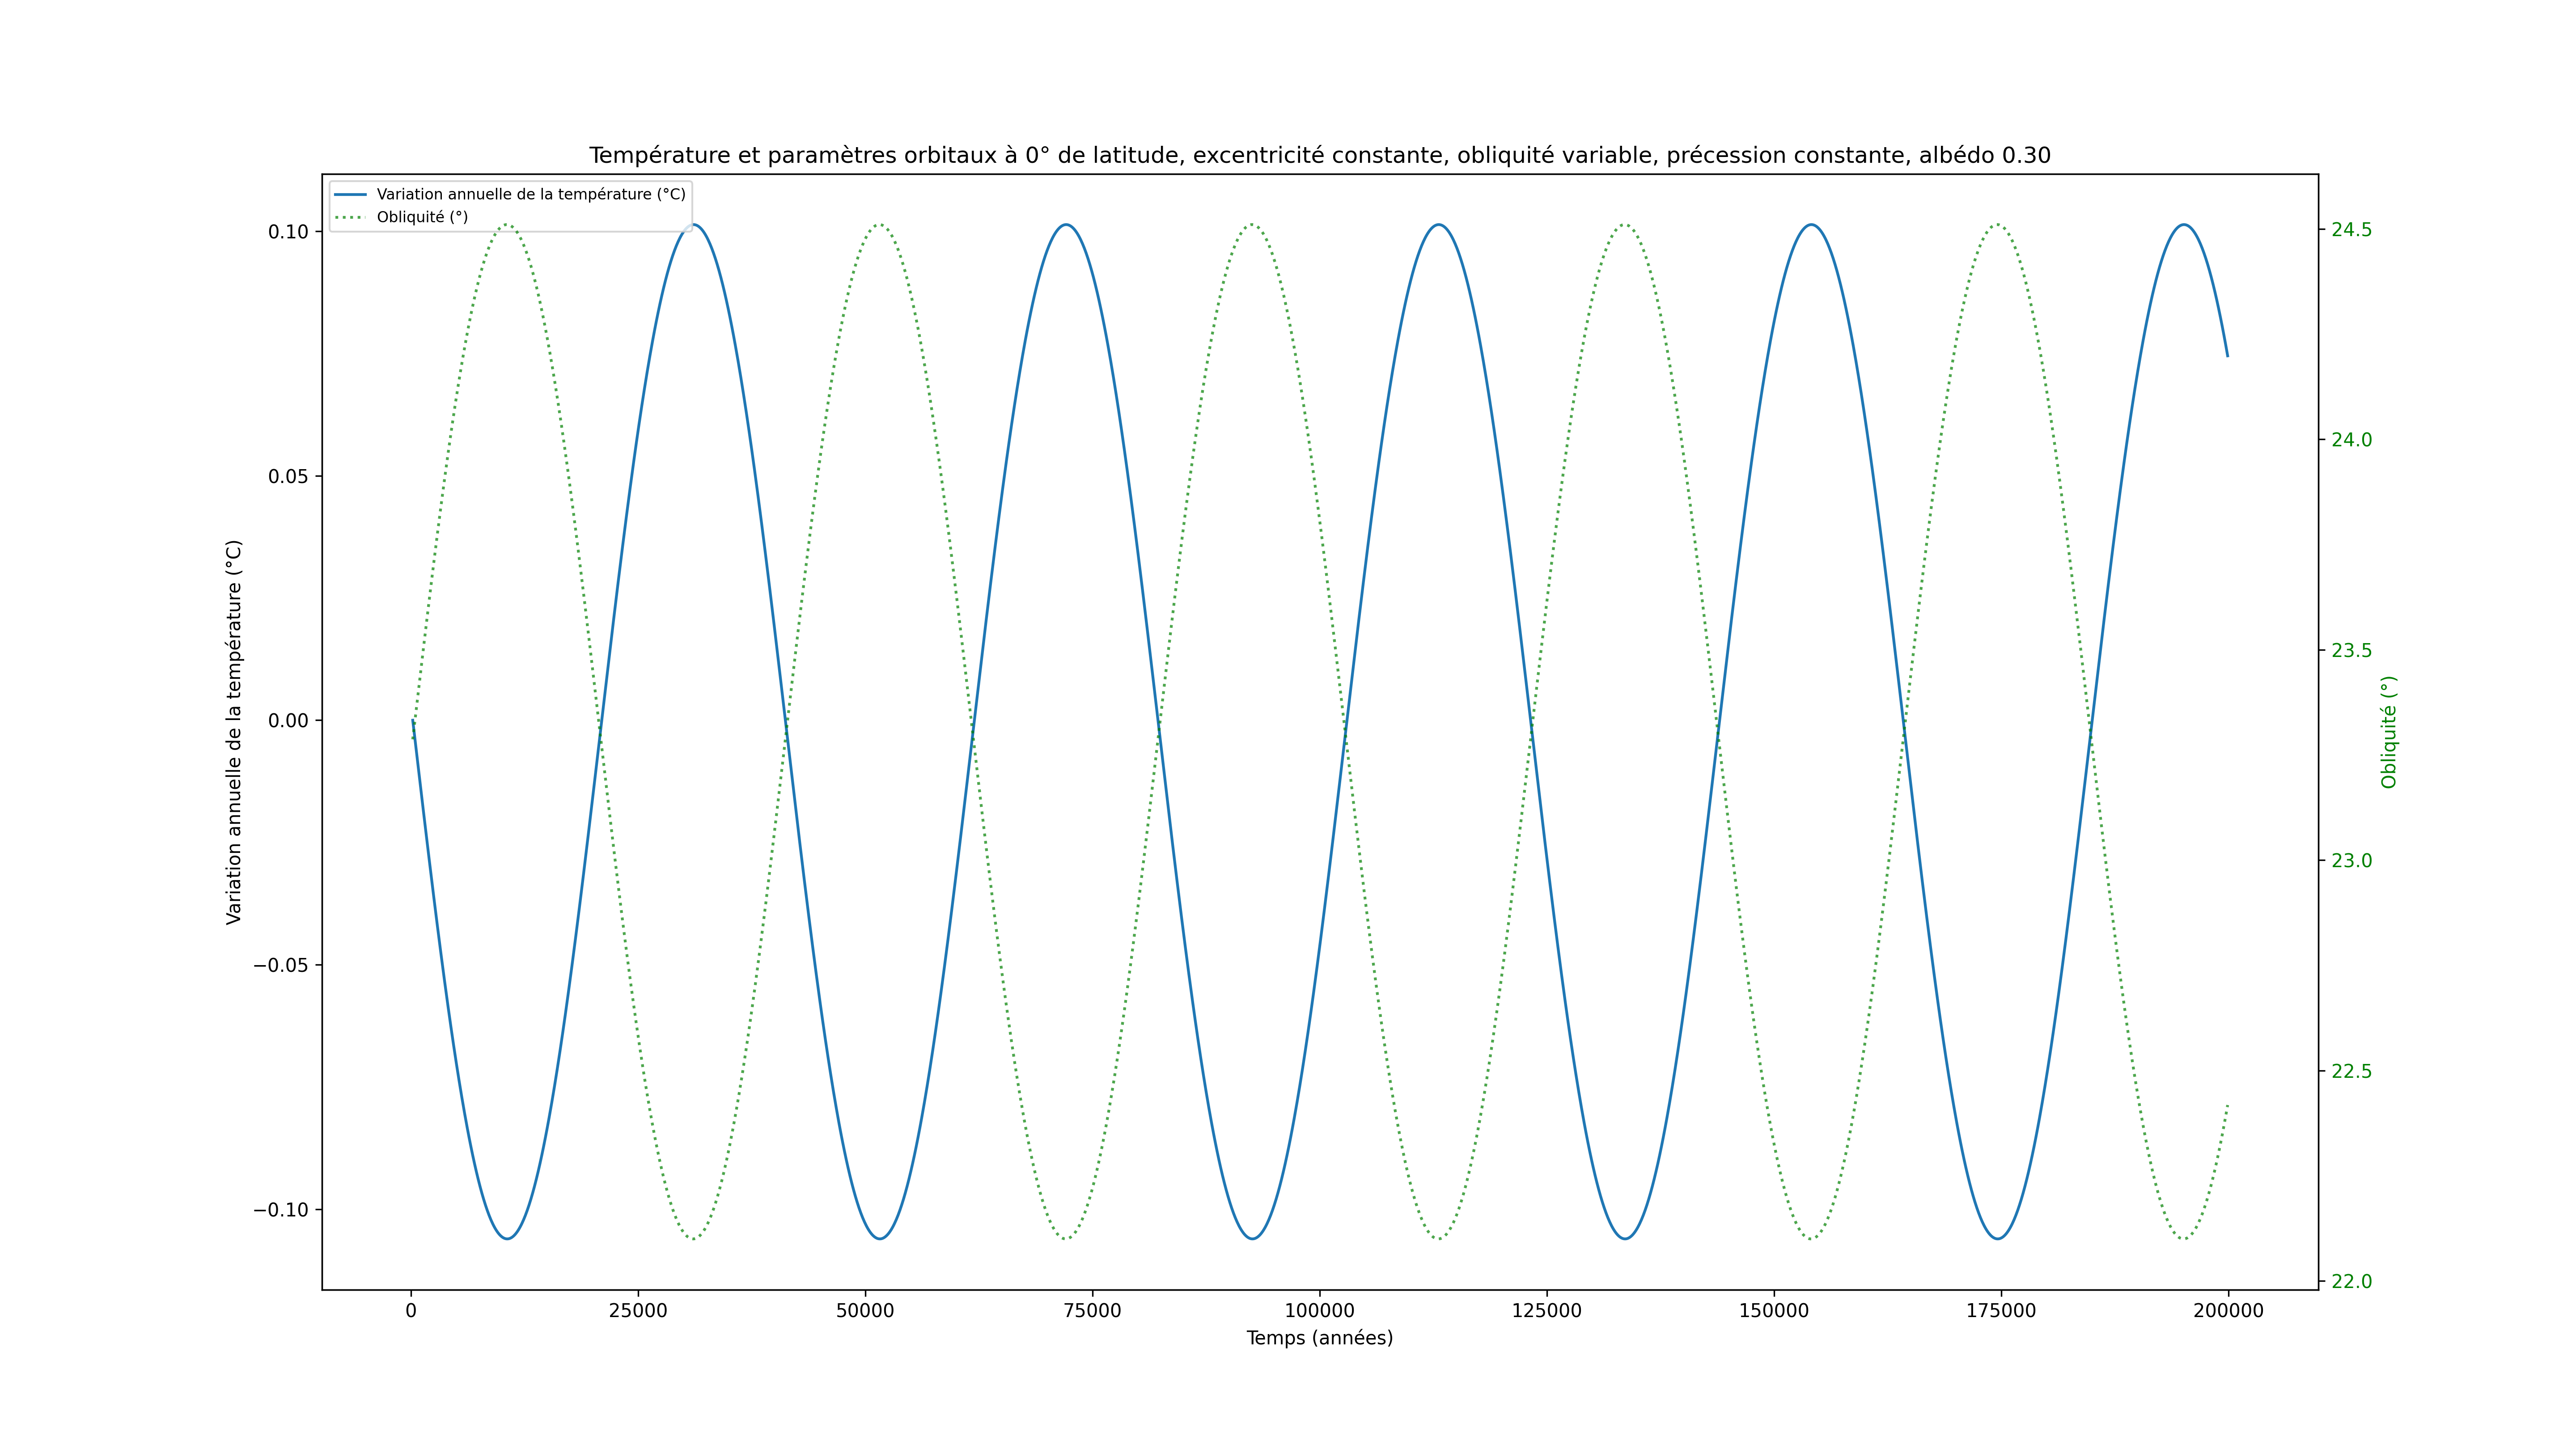 Température et paramètres orbitaux à 0° de latitude, excentricité constante, obliquité variable, précession constante, albédo 0.30
Variation annuelle de la température (°C)
Obliquité (°)
0.10
0.05
0.00
−0.05
−0.10
Variation annuelle de la température (°C)
24.5
24.0
23.5
23.0
22.5
22.0
Obliquité (°)
0 25000 50000 75000 100000 125000 150000 175000 200000
Temps (années)